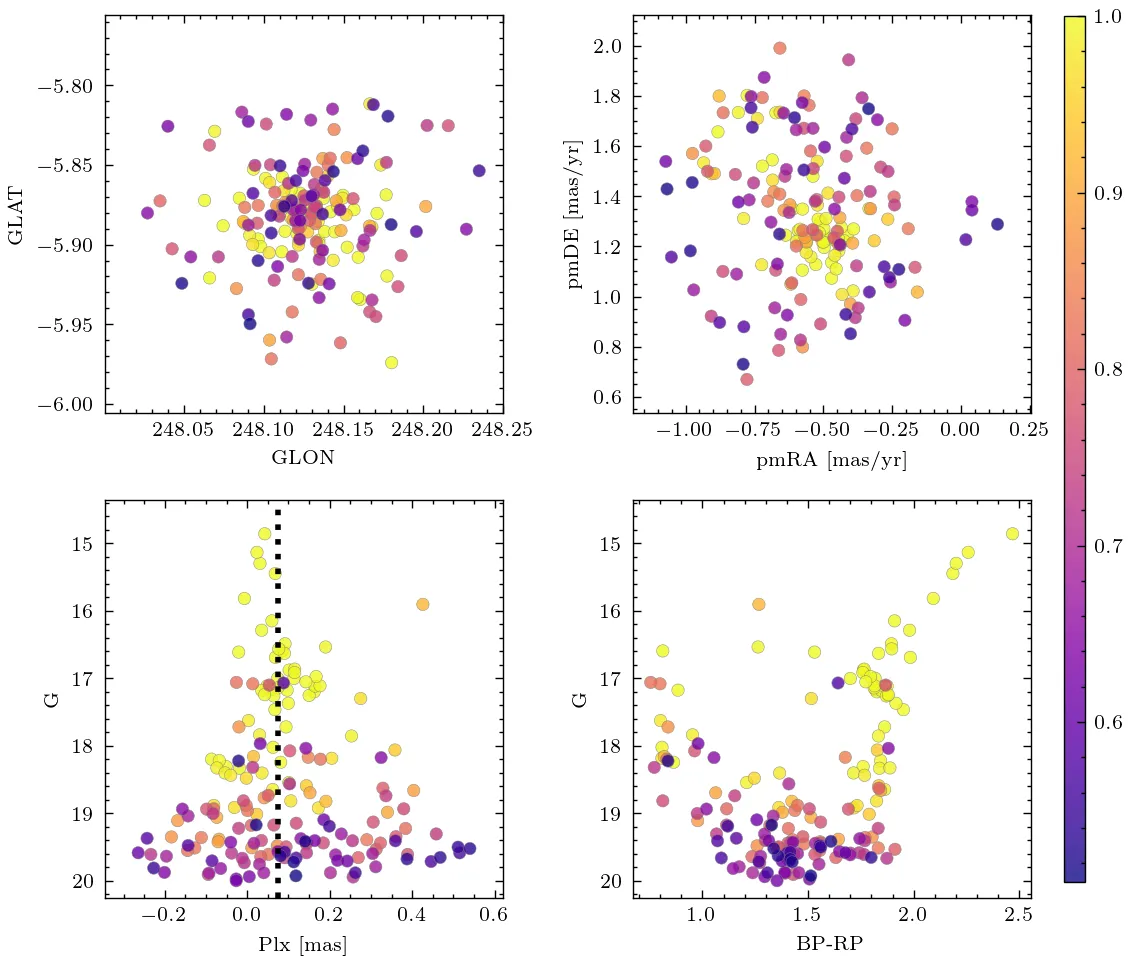 GLAT
−5.80
−5.85
−5.90
−5.95
−6.00
248.05 248.10 248.15 248.20 248.25
GLON
pmDE [mas/yr]
2.0
1.8
1.6
1.4
1.2
1.0
0.8
0.6
−1.00 −0.75 −0.50 −0.25 0.00 0.25
pmRA [mas/yr]
1.0
0.9
0.8
0.7
0.6
G
15
16
17
18
19
20
−0.2 0.0 0.2 0.4 0.6
Plx [mas]
G
15
16
17
18
19
20
1.0 1.5 2.0 2.5
BP-RP